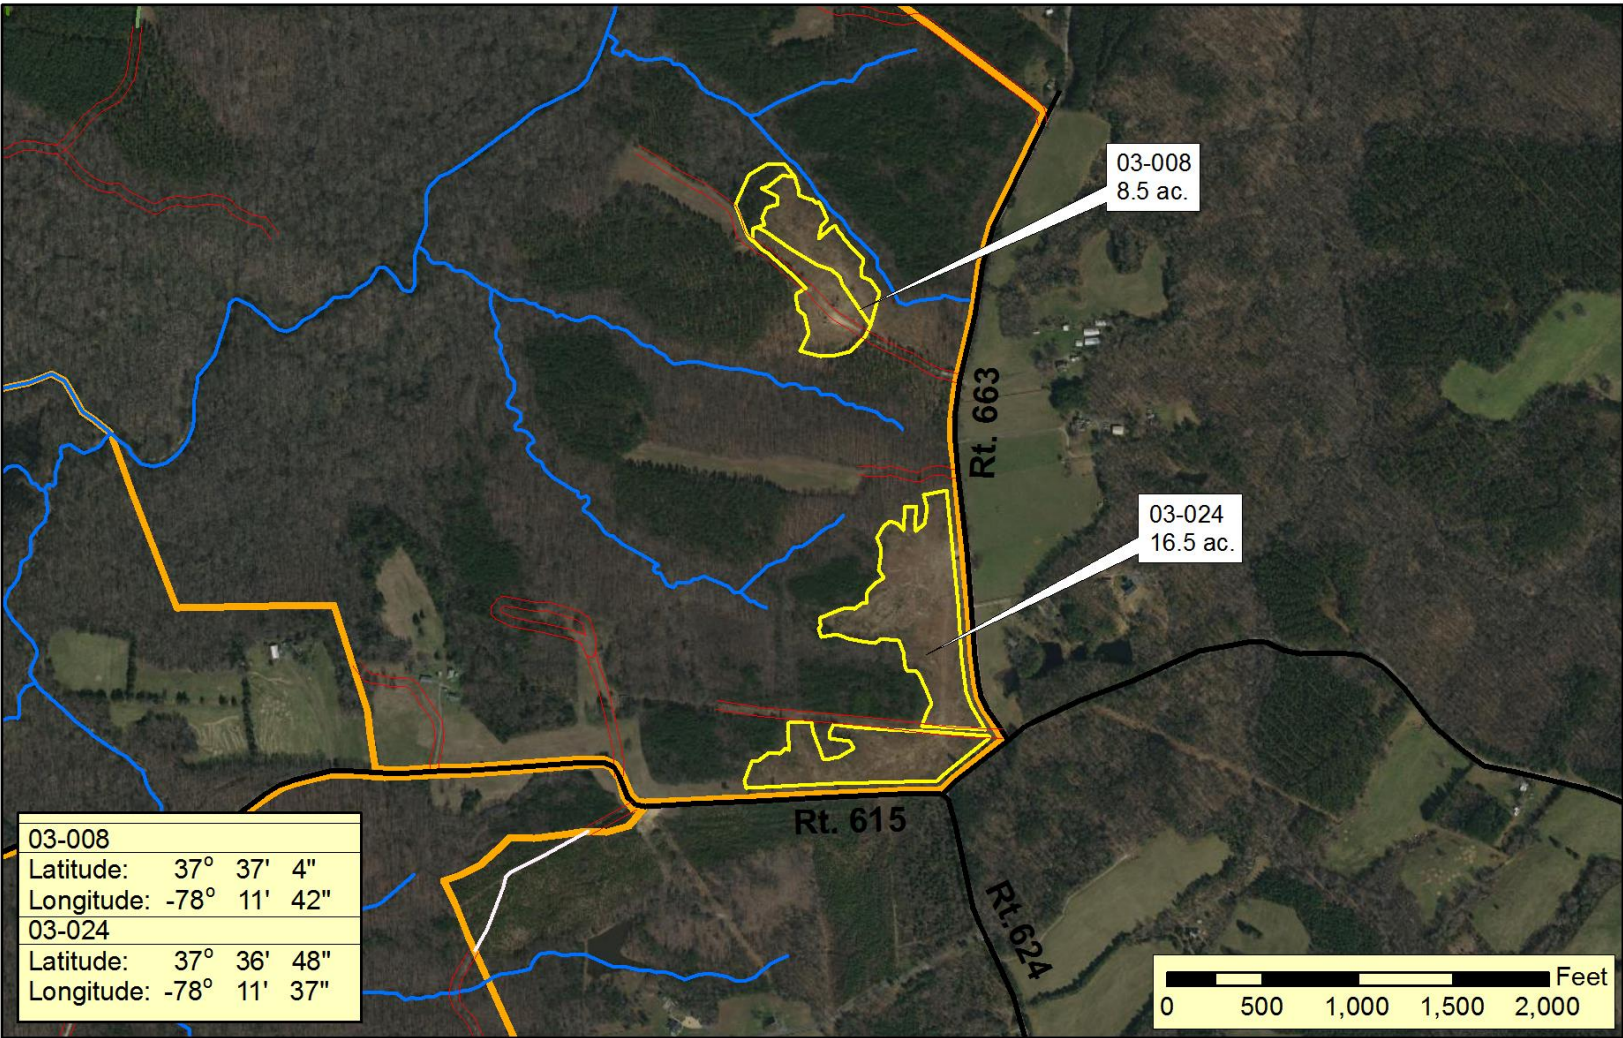 03-008
8.5 ac.
Rt. 663
03-024
16.5 ac.
Rt. 615
Rt.624
03-008
Latitude: 37° 37' 4"
Longitude: -78° 11' 42"
03-024
Latitude: 37° 36' 48"
Longitude: -78° 11' 37"
Feet
0 500 1,000 1,500 2,000